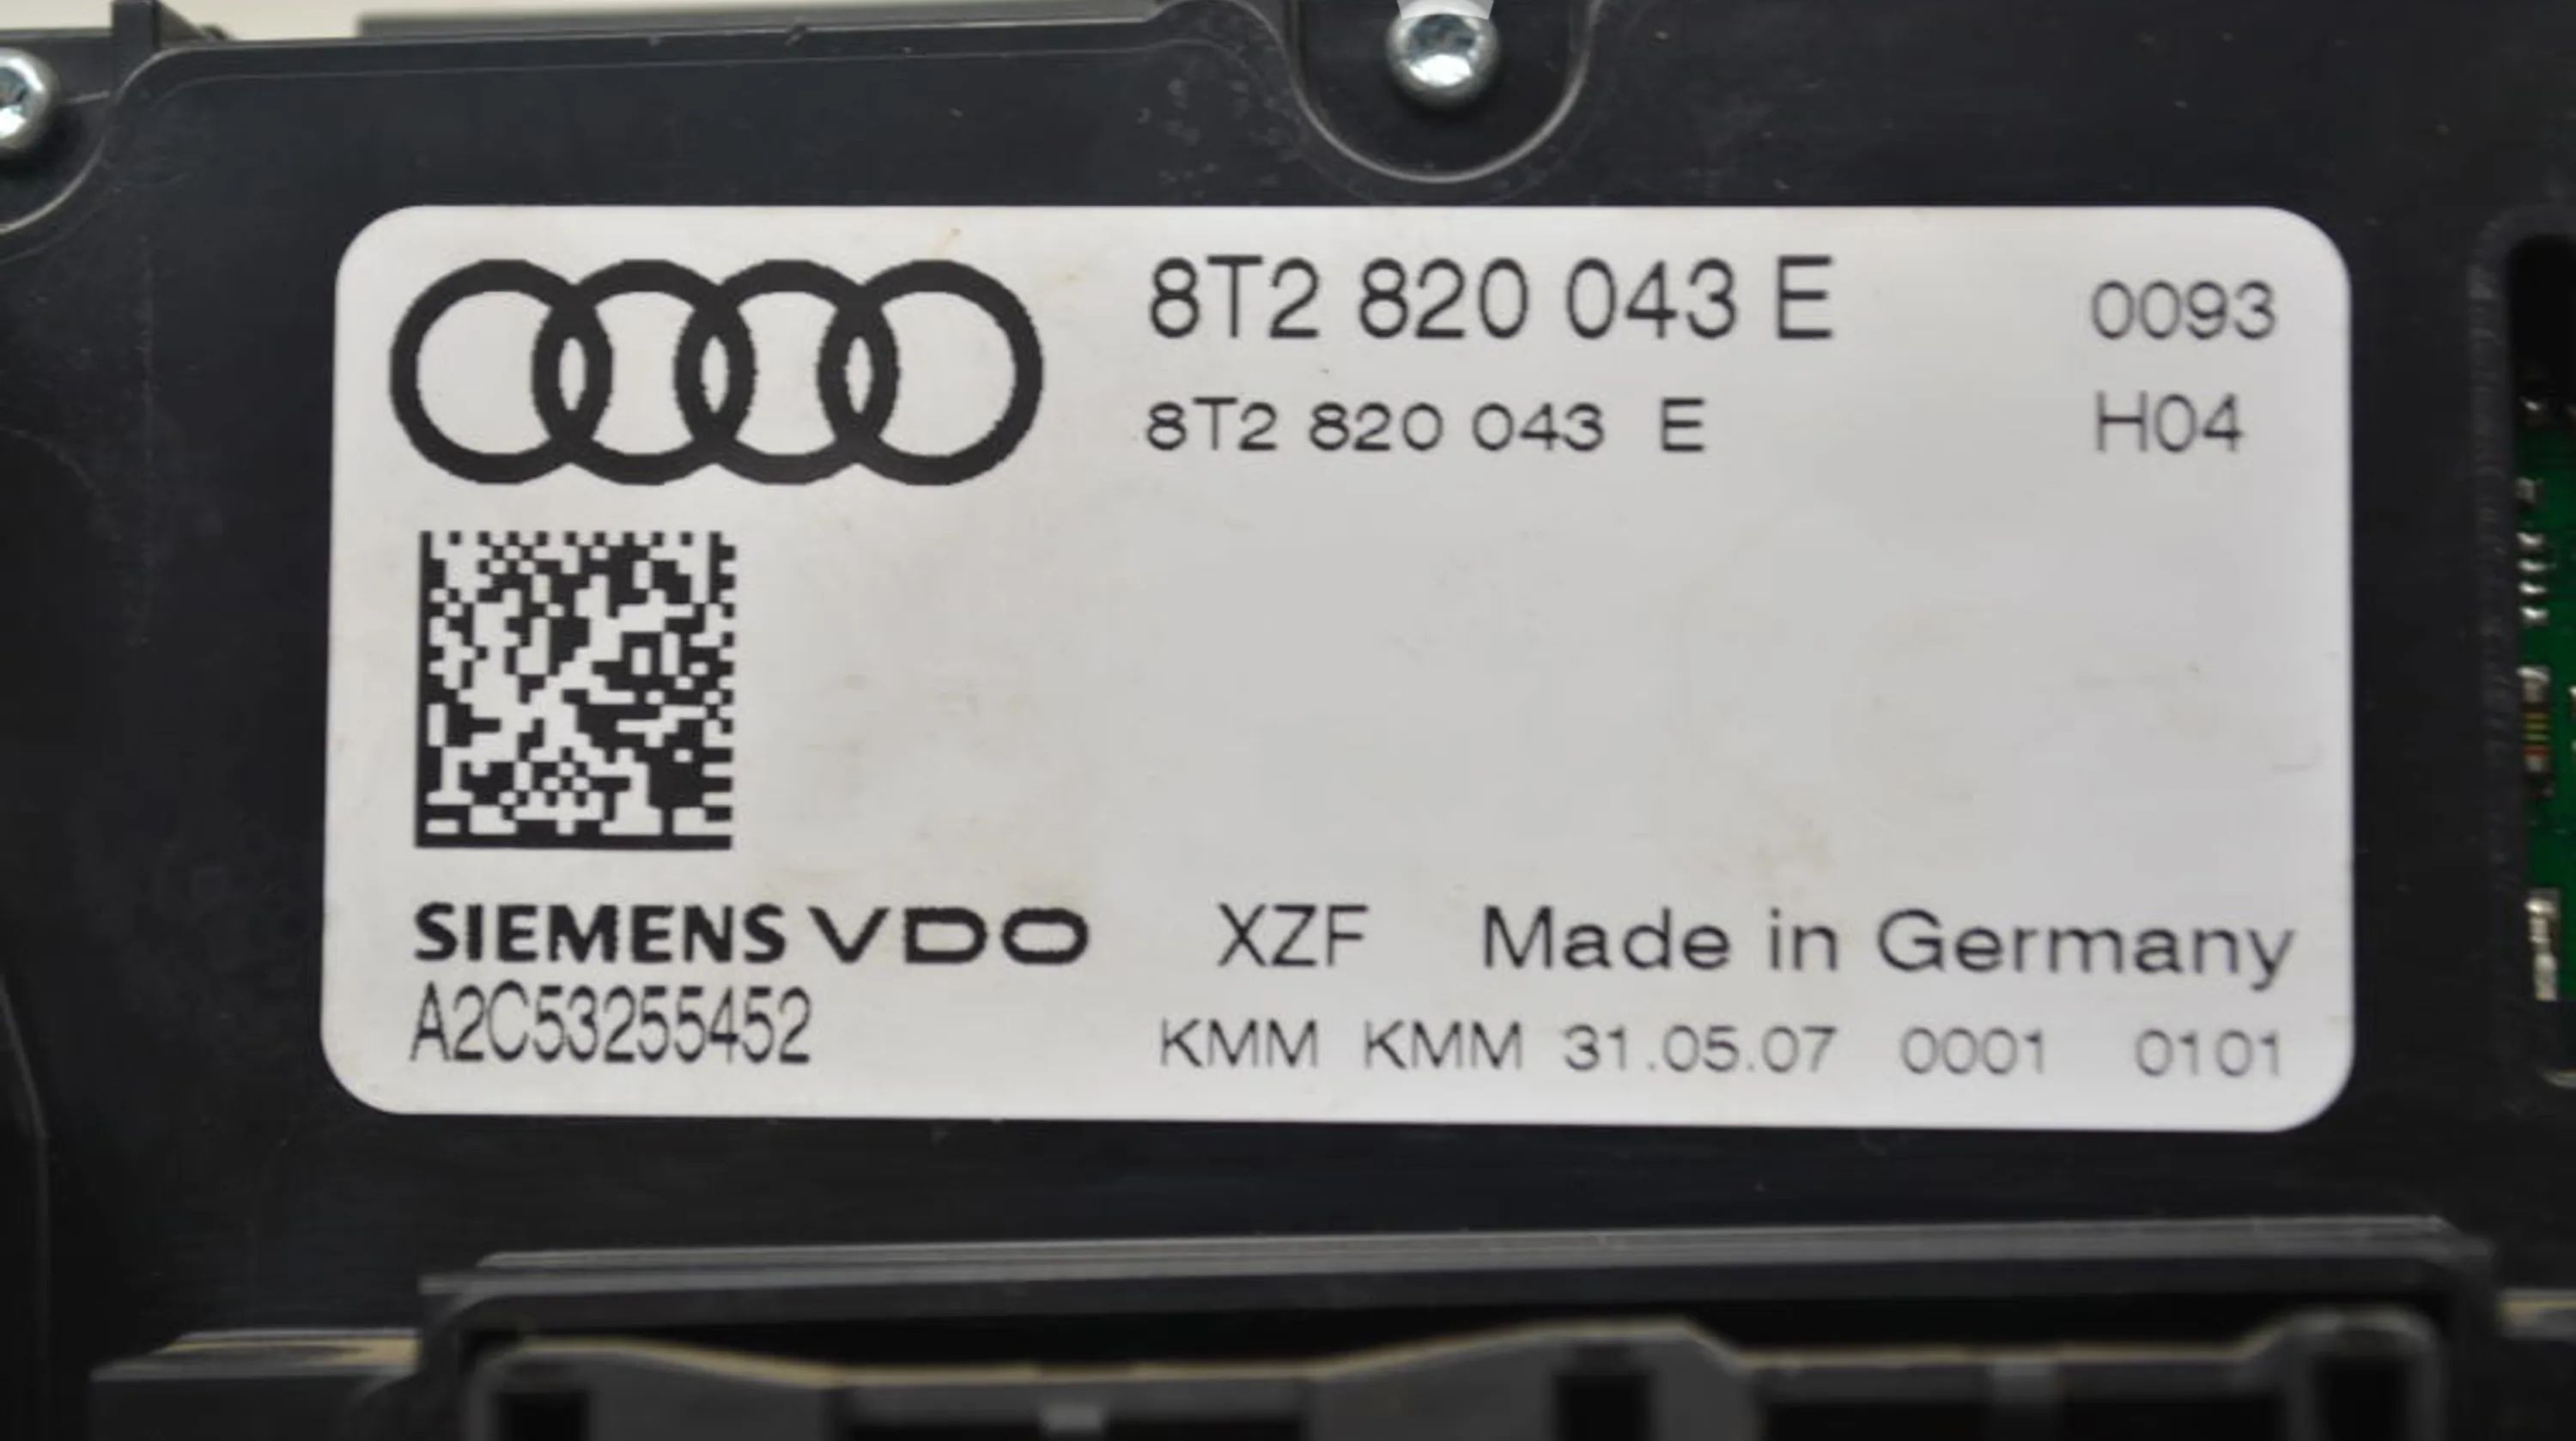 8T2 820 043 E 0093
8T2 820 043 E H04
SIEMENS VDO XZF Made in Germany
A2C53255452 KMM KMM 31.05.07 0001 0101